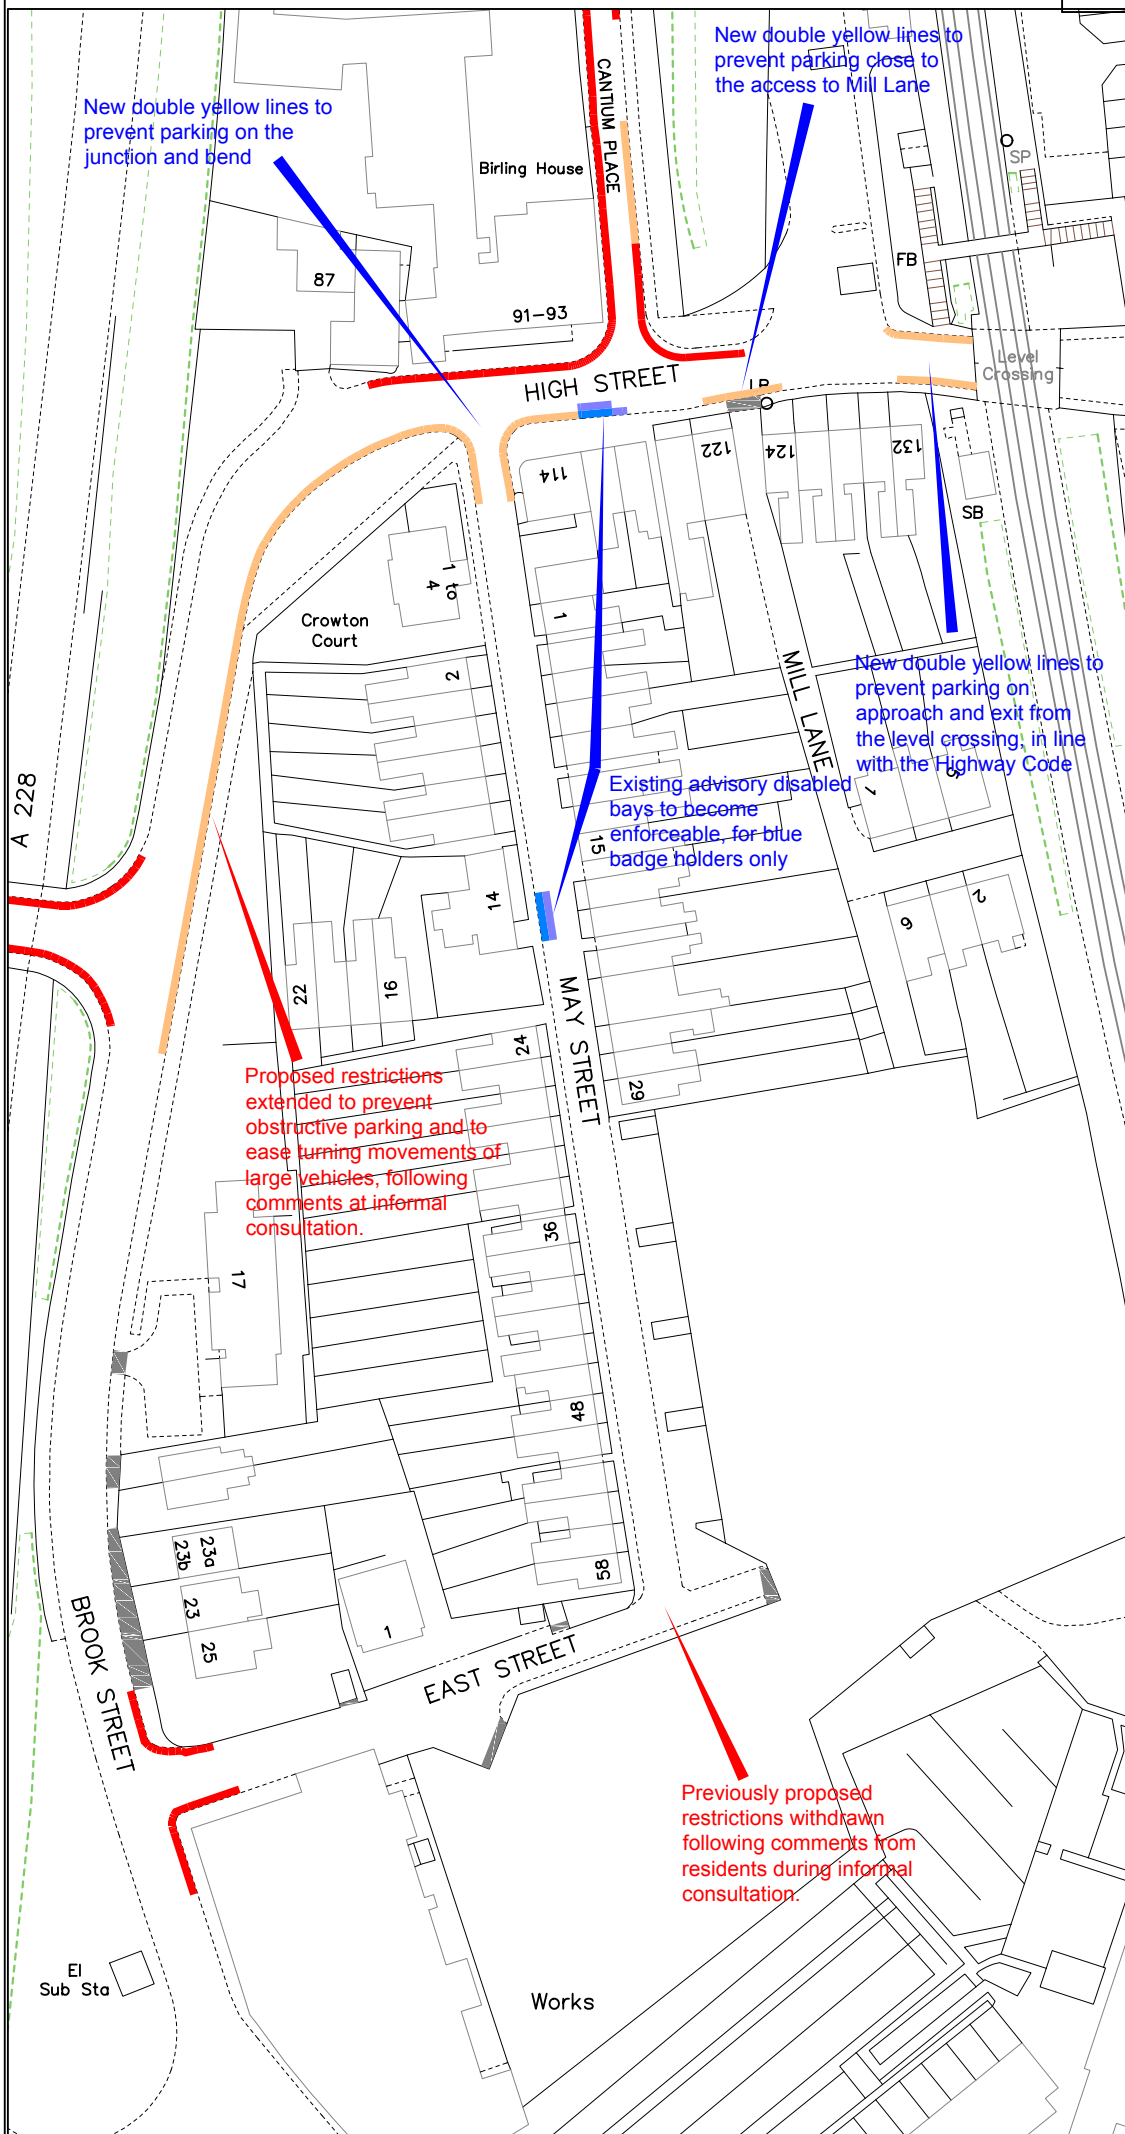 New double yellow lines to
prevent parking close to
the access to Mill Lane
New double yellow lines to
prevent parking on the
junction and bend
CANTIUM PLACE
Birling House
SP
FB
87
91-93
HIGH STREET
LB
Level
Crossing
114
122
124
132
SB
1 to
4
1
Crowton
Court
2
MILL LANE
New double yellow lines to
prevent parking on
approach and exit from
the level crossing, in line
with the Highway Code
A 228
Existing advisory disabled
bays to become
enforceable, for blue
badge holders only
7
15
14
2
6
22
16
MAY STREET
24
29
Proposed restrictions
extended to prevent
obstructive parking and to
ease turning movements of
large vehicles, following
comments at informal
consultation.
36
17
48
23a
23b
58
23
25
1
BROOK STREET
EAST STREET
Previously proposed
restrictions withdrawn
following comments from
residents during informal
consultation.
El
Sub Sta
Works